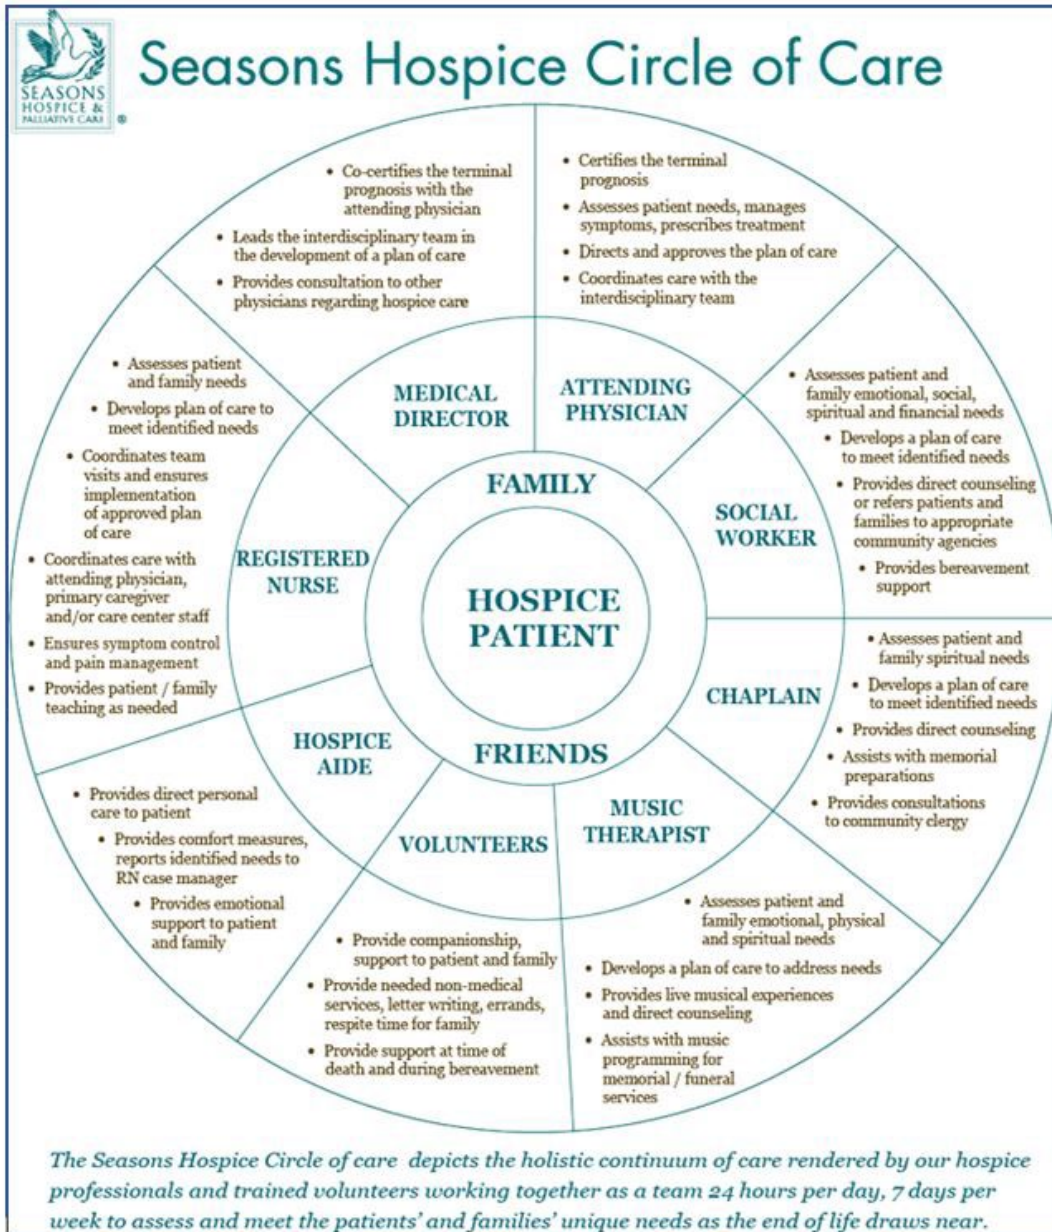 SEASONS
HOSPICE &
PALLIATIVE CARE ®
Seasons Hospice Circle of Care
• Co-certifies the terminal
prognosis with the
attending physician
• Leads the interdisciplinary team in
the development of a plan of care
• Provides consultation to other
physicians regarding hospice care
• Certifies the terminal
prognosis
• Assesses patient needs, manages
symptoms, prescribes treatment
• Directs and approves the plan of care
• Coordinates care with the
interdisciplinary team
• Assesses patient
and family needs
• Develops plan of care to
meet identified needs
• Coordinates team
visits and ensures
implementation
of approved plan
of care
• Coordinates care with
attending physician,
primary caregiver
and/or care center staff
• Ensures symptom control
and pain management
• Provides patient / family
teaching as needed
MEDICAL
DIRECTOR
ATTENDING
PHYSICIAN
• Assesses patient and
family emotional, social,
spiritual and financial needs
• Develops a plan of care
to meet identified needs
• Provides direct counseling
or refers patients and
families to appropriate
community agencies
• Provides bereavement
support
FAMILY
SOCIAL
WORKER
REGISTERED
NURSE
HOSPICE
PATIENT
CHAPLAIN
• Assesses patient and
family spiritual needs
• Develops a plan of care
to meet identified needs
• Provides direct counseling
• Assists with memorial
preparations
• Provides consultations
to community clergy
HOSPICE
AIDE
FRIENDS
VOLUNTEERS
MUSIC
THERAPIST
• Provides direct personal
care to patient
• Provides comfort measures,
reports identified needs to
RN case manager
• Provides emotional
support to patient
and family
• Provide companionship,
support to patient and family
• Provide needed non-medical
services, letter writing, errands,
respite time for family
• Provide support at time of
death and during bereavement
• Assesses patient and
family emotional, physical
and spiritual needs
• Develops a plan of care to address needs
• Provides live musical experiences
and direct counseling
• Assists with music
programming for
memorial / funeral
services
The Seasons Hospice Circle of care depicts the holistic continuum of care rendered by our hospice
professionals and trained volunteers working together as a team 24 hours per day, 7 days per
week to assess and meet the patients' and families' unique needs as the end of life draws near.